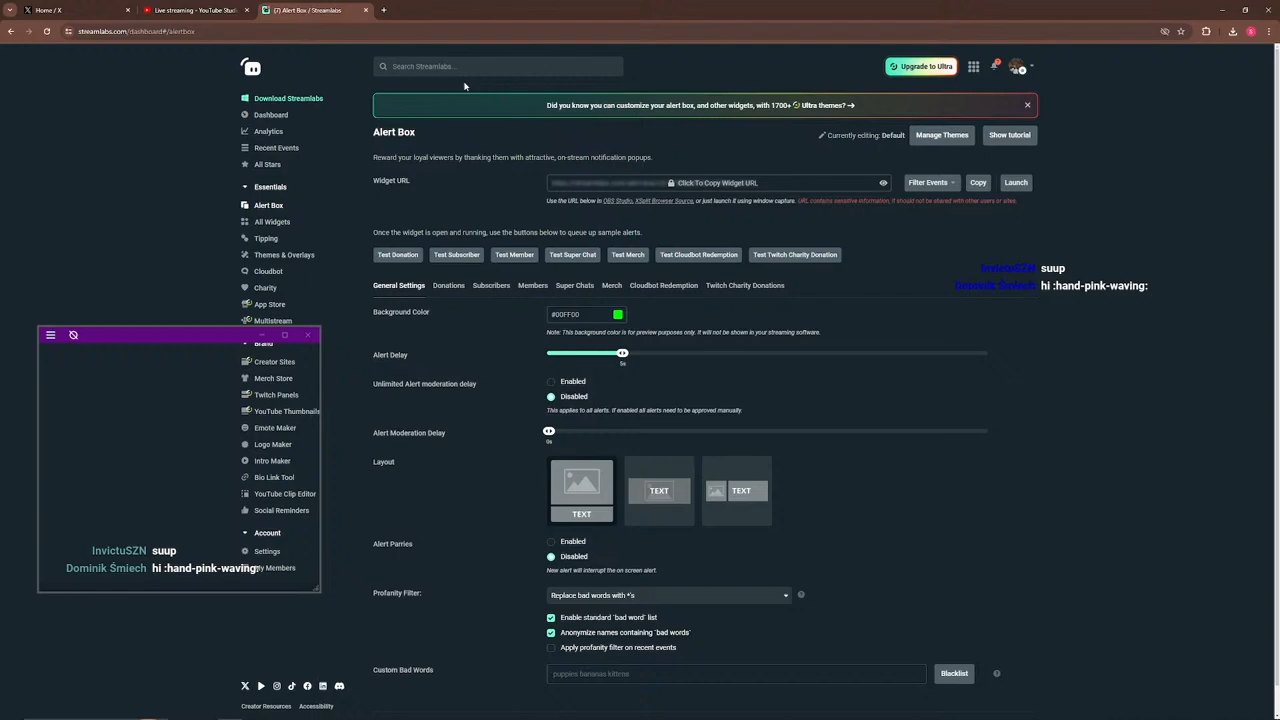 Home / X
YouTube Live Streaming - YouTube Studio
(7) Alert Box / X
streamlabs.com/dashboard#/alertbox
Search Streamlabs...
Upgrade to Ultra
Did you know you can customize your alert box, and other widgets, with 1700+ Ultra themes? →
Download Streamlabs
Dashboard
Analytics
Recent Events
All Stars
Essentials
Alert Box
All Widgets
Tipping
Themes & Overlays
Cloudbot
Charity
App Store
Multistream
Brand
Creator Sites
Merch Store
Twitch Panels
YouTube Thumbnails
Emote Maker
Logo Maker
Intro Maker
Bio Link Tool
YouTube Clip Editor
Social Reminders
Account
Settings
My Members
InvictuSZN suup
Dominik Śmiech hi :hand-pink-waving:
Creator Resources Accessibility
Alert Box
Currently editing: Default
Manage Themes
Show tutorial
Reward your loyal viewers by thanking them with attractive, on-stream notification popups.
Widget URL
Click To Copy Widget URL
Filter Events
Copy
Launch
Use the URL below in OBS Studio, XSplit Browser Source, or just launch it using window capture. URL contains sensitive information, it should not be shared with other users or sites.
Once the widget is open and running, use the buttons below to queue up sample alerts.
Test Donation Test Subscriber Test Member Test Super Chat Test Merch Test Cloudbot Redemption Test Twitch Charity Donation
General Settings Donations Subscribers Members Super Chats Merch Cloudbot Redemption Twitch Charity Donations
InvictuSZN suup
Dominik Śmiech hi :hand-pink-waving:
Background Color
#00FF00
Note: This background color is for preview purposes only. It will not be shown in your streaming software.
Alert Delay
5s
Unlimited Alert moderation delay
Enabled
Disabled
This applies to all alerts. If enabled all alerts need to be approved manually.
Alert Moderation Delay
0s
Layout
TEXT
TEXT
TEXT
Alert Parries
Enabled
Disabled
New alert will interrupt the on screen alert.
Profanity Filter:
Replace bad words with *'s
Enable standard 'bad word' list
Anonymize names containing 'bad words'
Apply profanity filter on recent events
Custom Bad Words
puppies bananas kittens
Blacklist